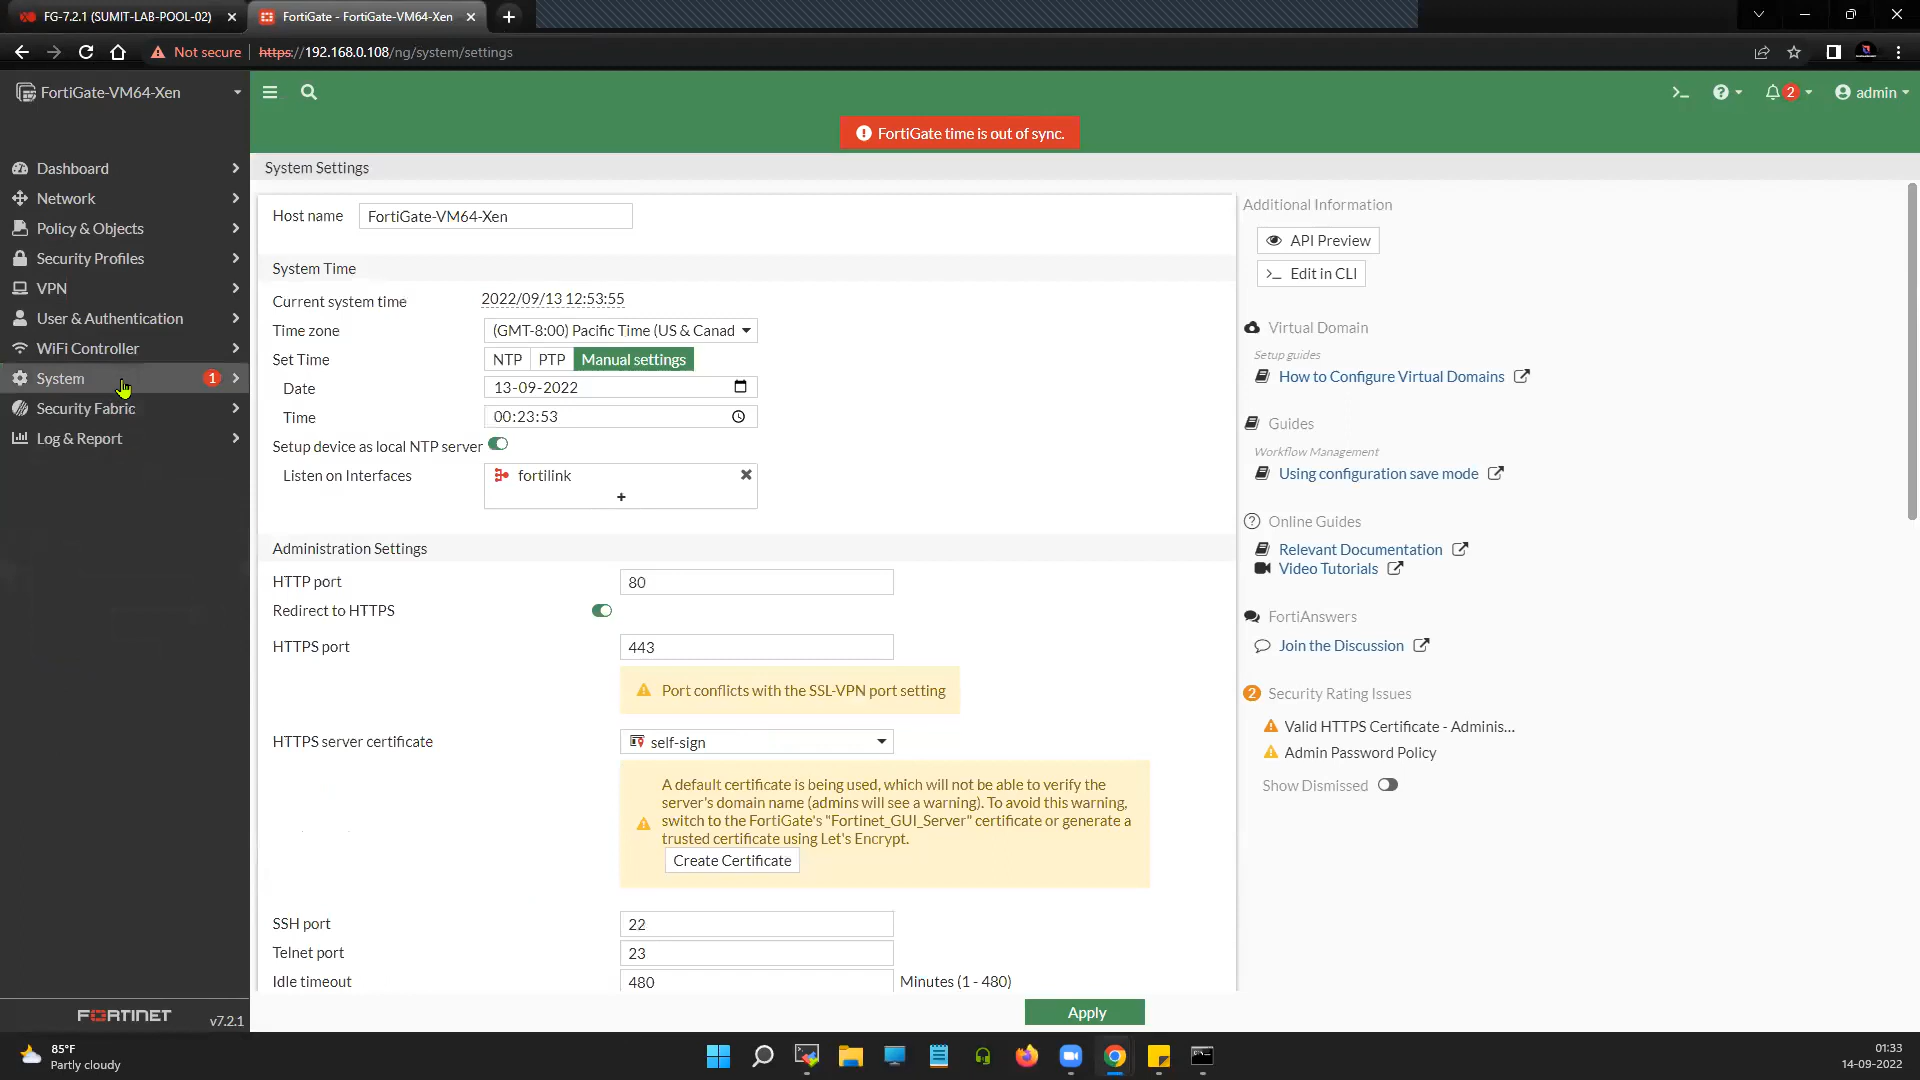 FG-7.2.1 (SUMIT-LAB-POOL-02)
FortiGate - FortiGate-VM64-Xen
Not secure
https://192.168.0.108/ng/system/settings
FortiGate-VM64-Xen
2
admin
FortiGate time is out of sync.
Dashboard
Network
Policy & Objects
Security Profiles
VPN
User & Authentication
WiFi Controller
System
1
Security Fabric
Log & Report
FORTINET
v7.2.1
System Settings
Host name
FortiGate-VM64-Xen
System Time
Current system time
2022/09/13 12:53:55
Time zone
(GMT-8:00) Pacific Time (US & Canad
Set Time
NTP
PTP
Manual settings
Date
13-09-2022
Time
00:23:53
Setup device as local NTP server
Listen on Interfaces
fortilink
+
Administration Settings
HTTP port
80
Redirect to HTTPS
HTTPS port
443
Port conflicts with the SSL-VPN port setting
HTTPS server certificate
self-sign
A default certificate is being used, which will not be able to verify the
server's domain name (admins will see a warning). To avoid this warning,
switch to the FortiGate's "Fortinet_GUI_Server" certificate or generate a
trusted certificate using Let's Encrypt.
Create Certificate
SSH port
22
Telnet port
23
Idle timeout
480
Minutes (1 - 480)
Apply
Additional Information
API Preview
>_ Edit in CLI
Virtual Domain
Setup guides
How to Configure Virtual Domains
Guides
Workflow Management
Using configuration save mode
Online Guides
Relevant Documentation
Video Tutorials
FortiAnswers
Join the Discussion
2
Security Rating Issues
Valid HTTPS Certificate - Adminis...
Admin Password Policy
Show Dismissed
85°F
Partly cloudy
01:33
14-09-2022